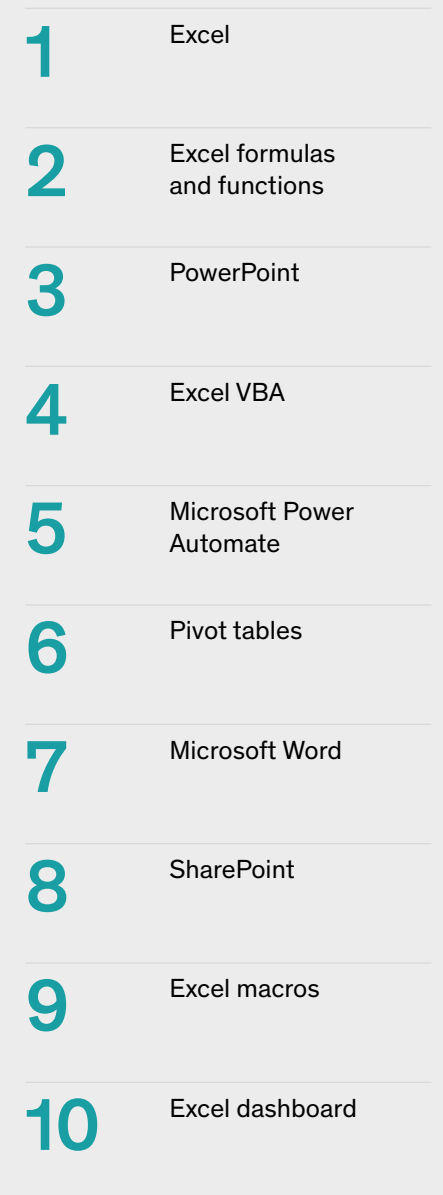 1
Excel
2
Excel formulas
and functions
3
PowerPoint
4
Excel VBA
5
Microsoft Power
Automate
6
Pivot tables
7
Microsoft Word
8
SharePoint
9
Excel macros
10
Excel dashboard